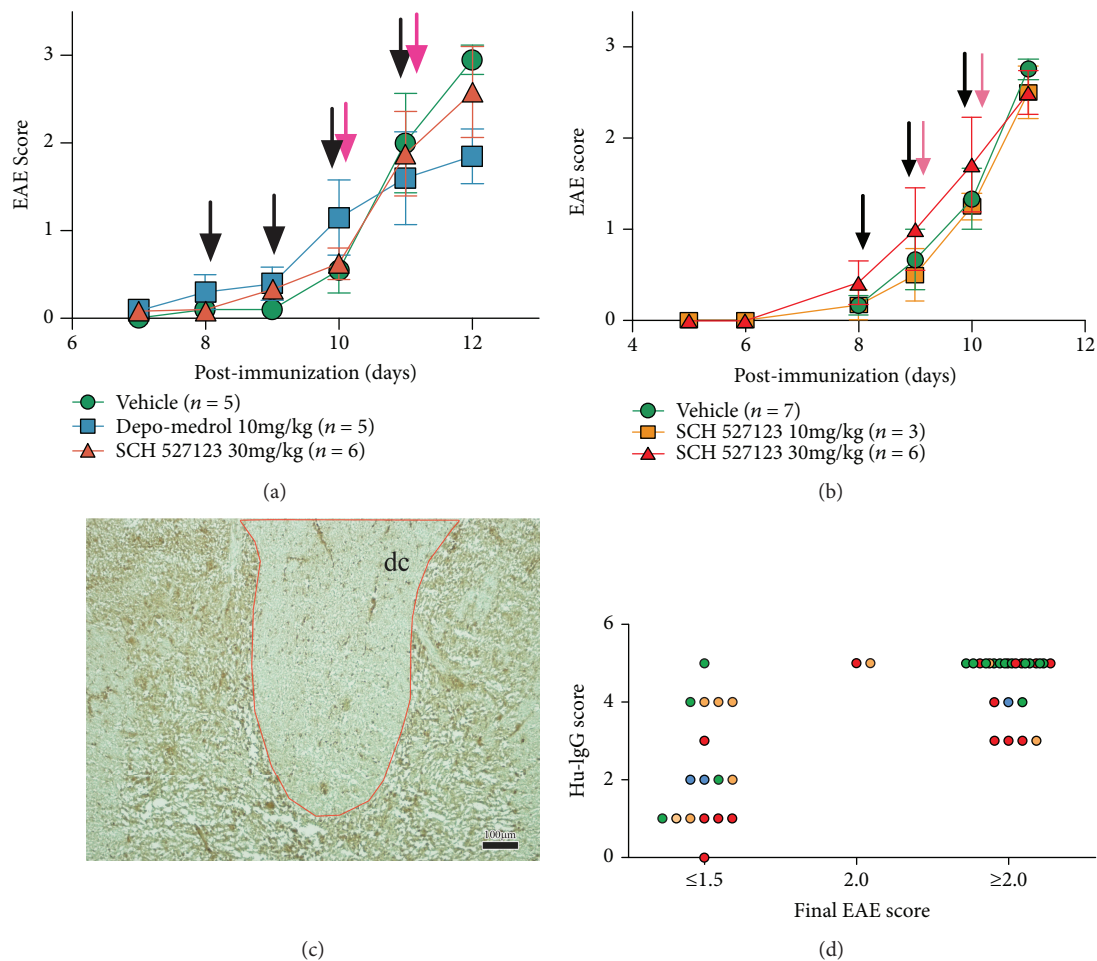 EAE Score
3
2
1
0
6
8
10
12
Post-immunization (days)
Vehicle (n = 5)
Depo-medrol 10mg/kg (n = 5)
SCH 527123 30mg/kg (n = 6)
(a)
EAE score
3
2
1
0
4
6
8
10
12
Post-immunization (days)
Vehicle (n = 7)
SCH 527123 10mg/kg (n = 3)
SCH 527123 30mg/kg (n = 6)
(b)
dc
100μm
(c)
Hu-IgG score
6
4
2
0
≤1.5
2.0
≥2.0
Final EAE score
(d)